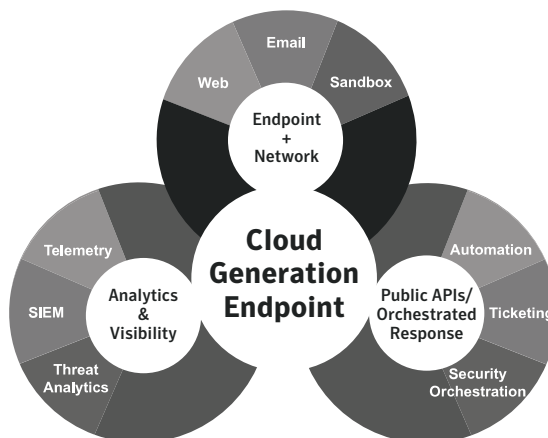 Email
Web
Sandbox
Endpoint
+
Network
Cloud
Generation
Endpoint
Telemetry
SIEM
Threat
Analytics
Analytics
&
Visibility
Public APIs/
Orchestrated
Response
Automation
Ticketing
Security
Orchestration